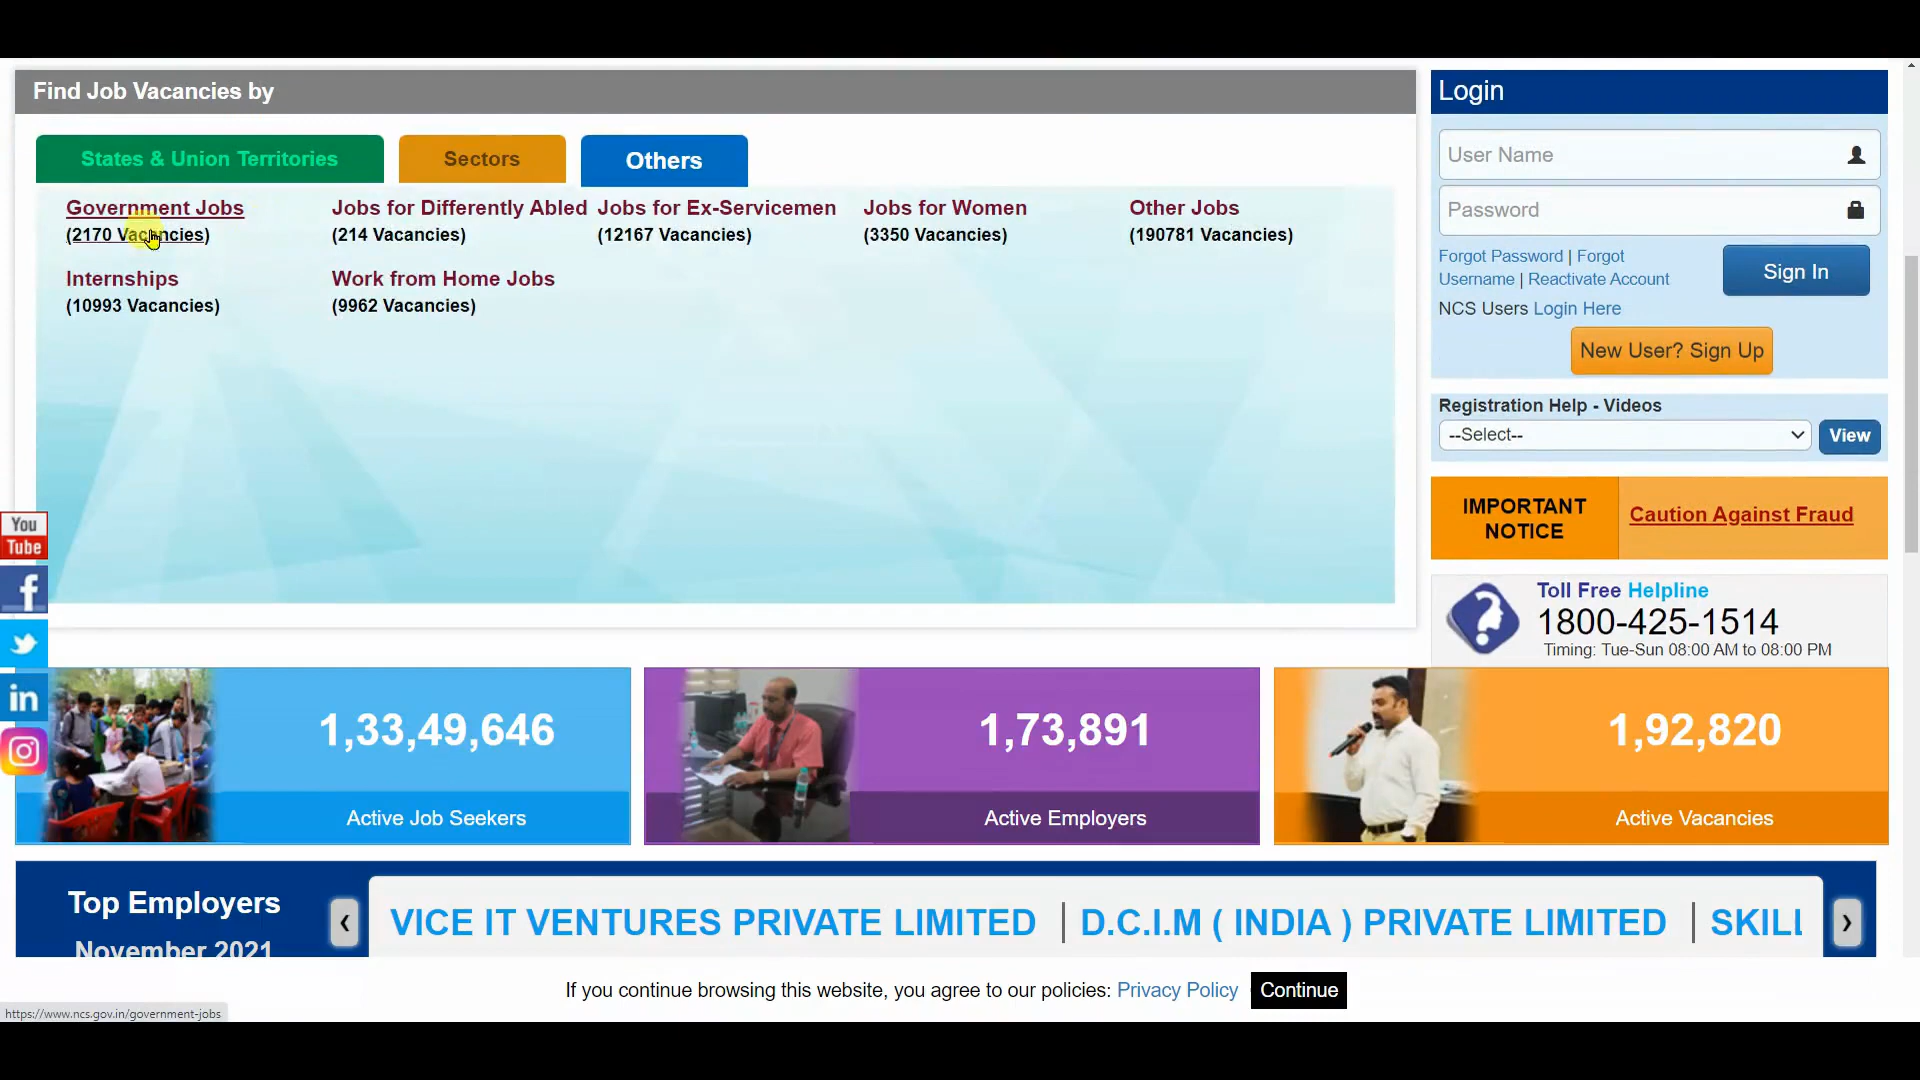 Find Job Vacancies by
States & Union Territories
Sectors
Others
Government Jobs
(2170 Vacancies)
Jobs for Differently Abled
(214 Vacancies)
Jobs for Ex-Servicemen
(12167 Vacancies)
Jobs for Women
(3350 Vacancies)
Other Jobs
(190781 Vacancies)
Internships
(10993 Vacancies)
Work from Home Jobs
(9962 Vacancies)
Login
User Name
Password
Forgot Password | Forgot
Username | Reactivate Account
Sign In
NCS Users Login Here
New User? Sign Up
Registration Help - Videos
--Select--
View
IMPORTANT
NOTICE
Caution Against Fraud
Toll Free Helpline
1800-425-1514
Timing: Tue-Sun 08:00 AM to 08:00 PM
You
Tube
f
in
1,33,49,646
Active Job Seekers
1,73,891
Active Employers
1,92,820
Active Vacancies
Top Employers
November 2021
VICE IT VENTURES PRIVATE LIMITED
D.C.I.M ( INDIA ) PRIVATE LIMITED
SKILL
If you continue browsing this website, you agree to our policies: Privacy Policy
Continue
https://www.ncs.gov.in/government-jobs